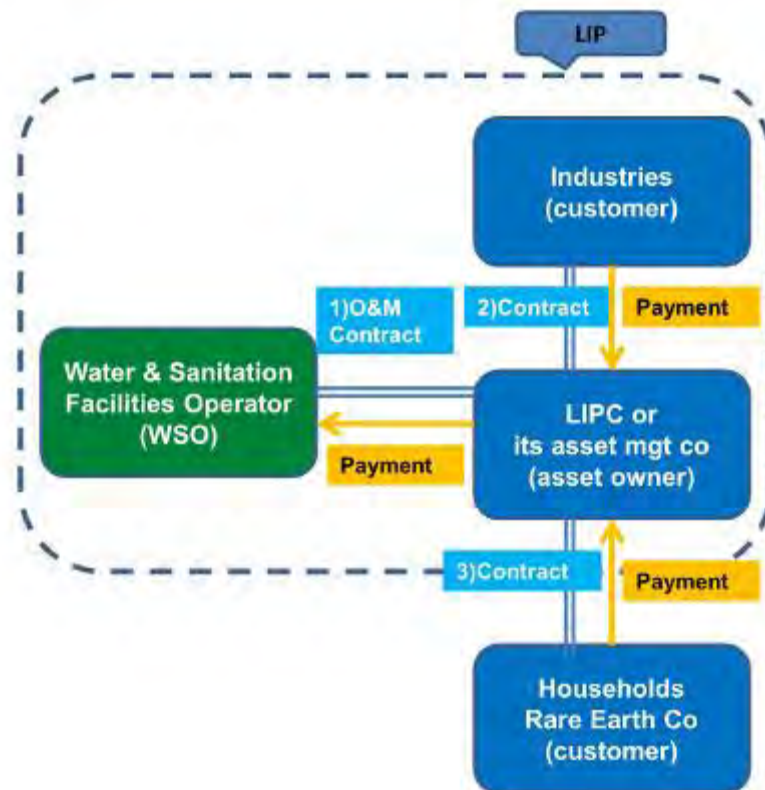 LIP
Industries
(customer)
1)O&M
Contract
2)Contract
Payment
Water & Sanitation
Facilities Operator
(WSO)
LIPC or
its asset mgt co
(asset owner)
Payment
3)Contract
Payment
Households
Rare Earth Co
(customer)